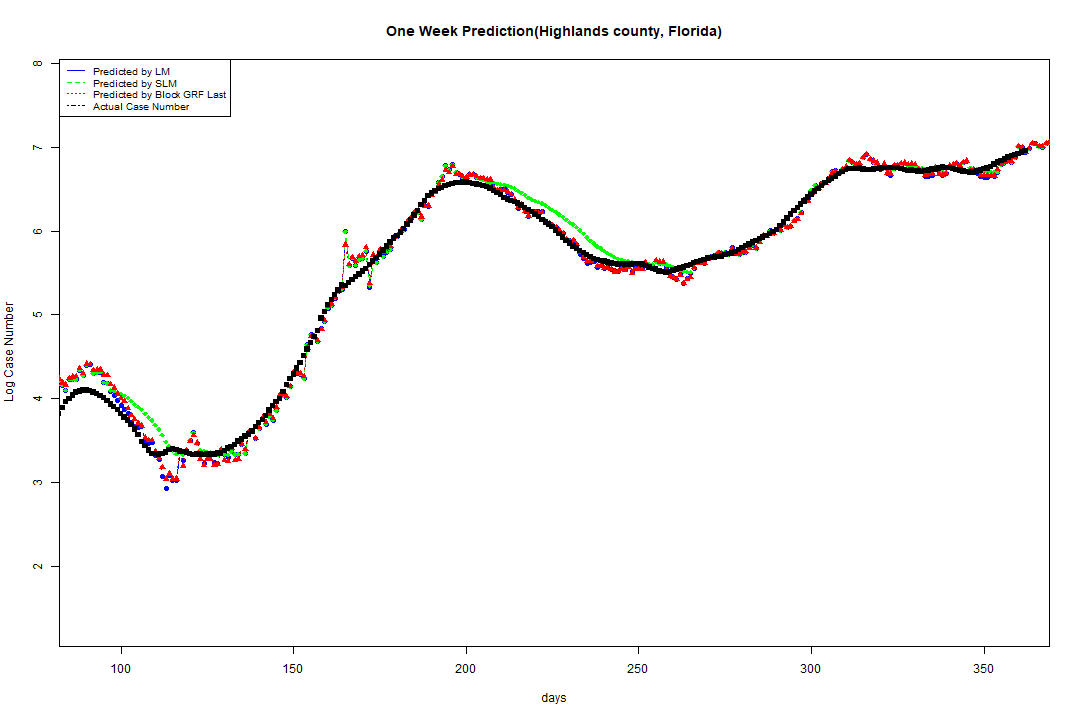 One Week Prediction(Highlands county, Florida)
Predicted by LM
Predicted by SLM
Predicted by Block GRF Last
Actual Case Number
8
7
6
5
4
3
2
Log Case Number
100 150 200 250 300 350
days